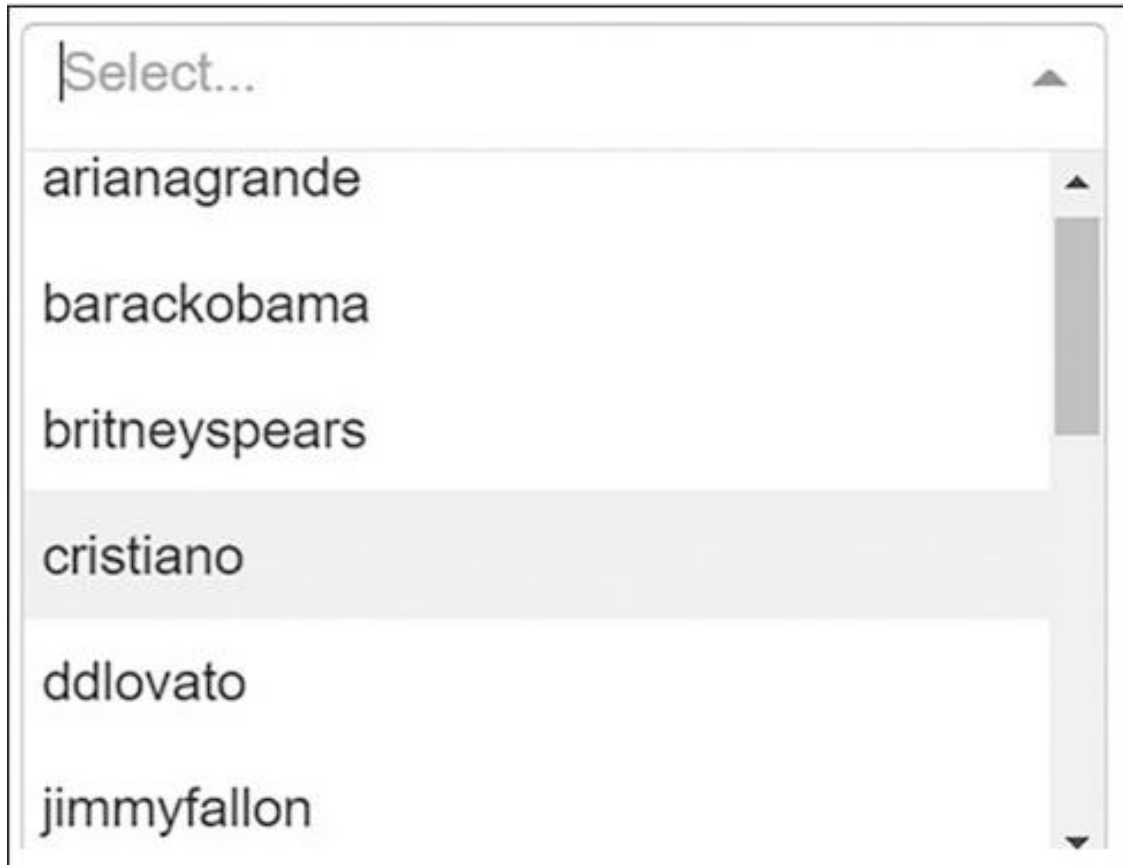 Select...
arianagrande
barackobama
britneyspears
cristiano
ddlovato
jimmyfallon